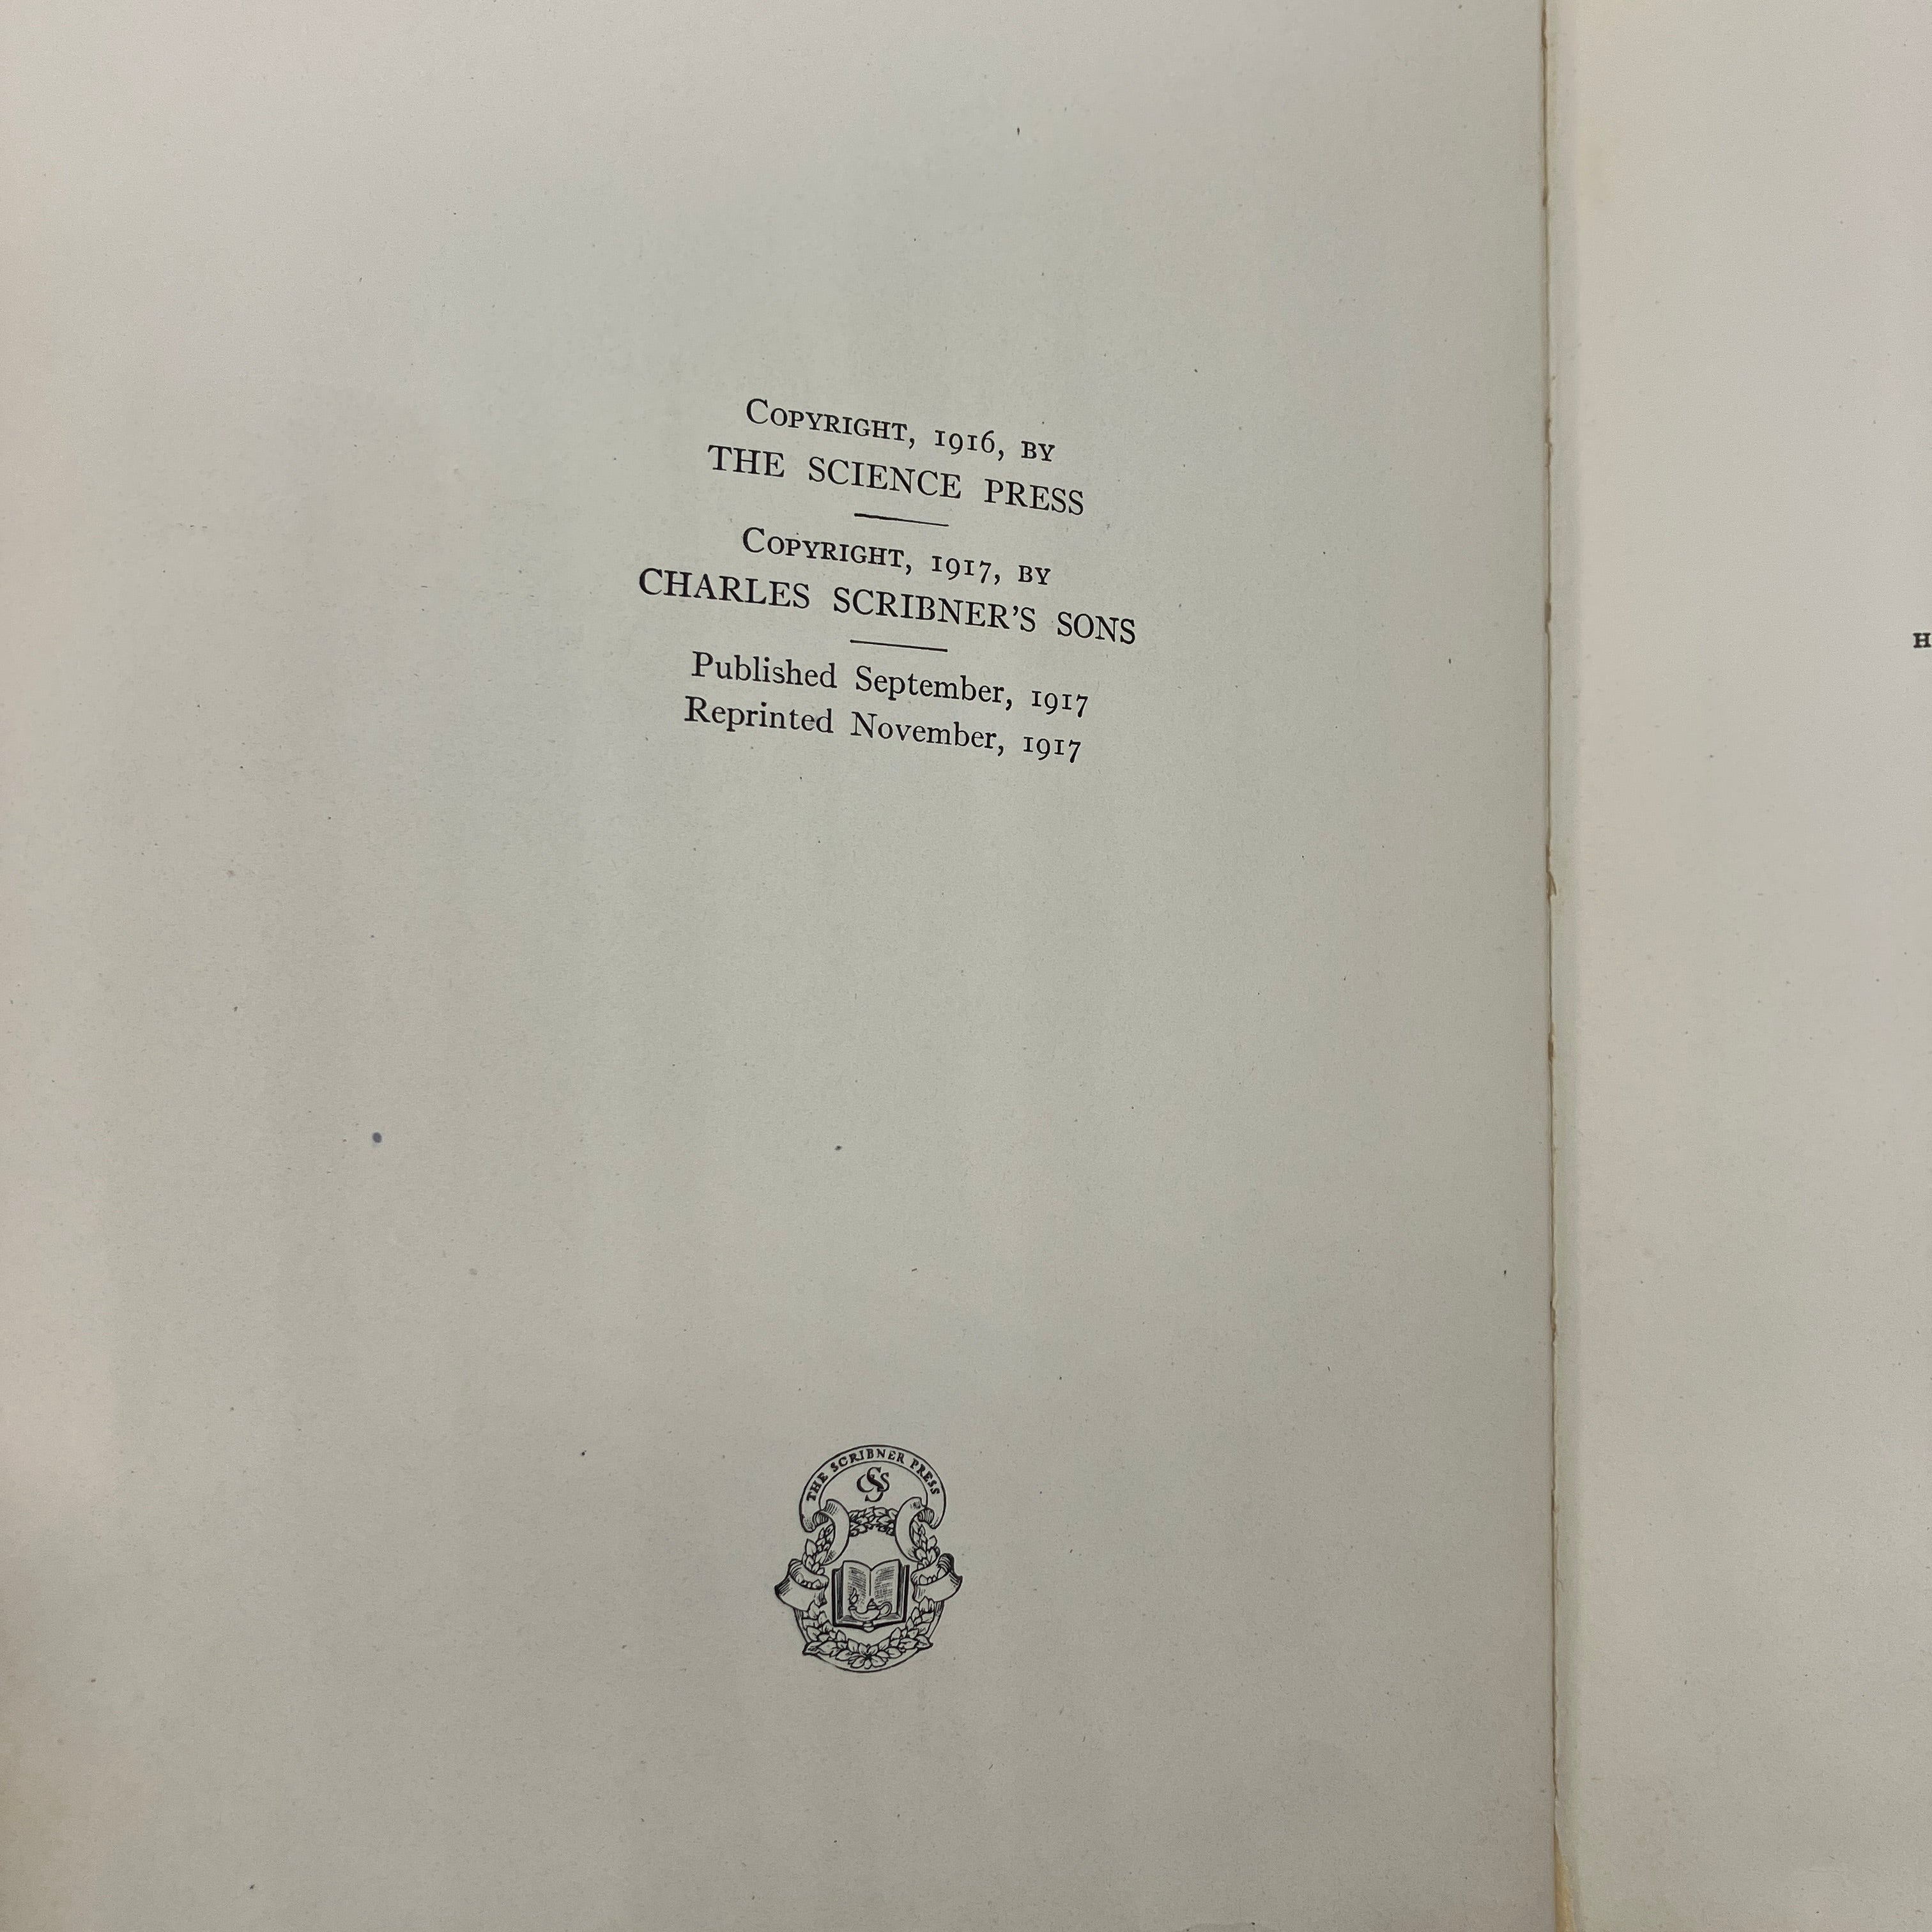 COPYRIGHT, 1916, BY
THE SCIENCE PRESS
COPYRIGHT, 1917, BY
CHARLES SCRIBNER'S SONS
Published September, 1917
Reprinted November, 1917
H
THE SCRIBNER PRESS
CSS